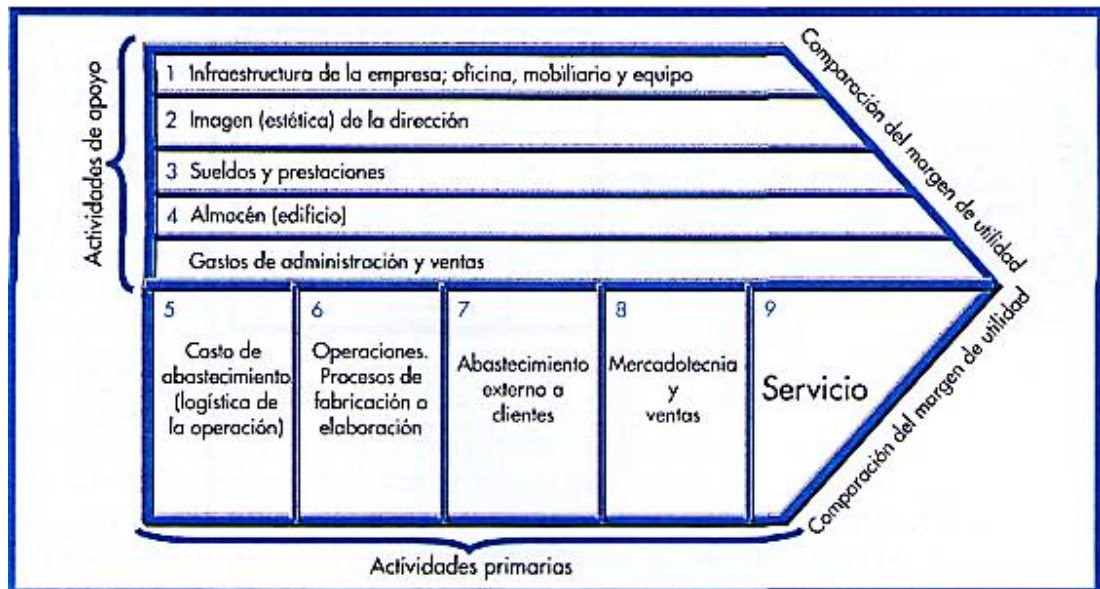 Actividades de apoyo
1 Infraestructura de la empresa; oficina, mobiliario y equipo
2 Imagen (estética) de la dirección
3 Sueldos y prestaciones
4 Almacén (edificio)
Gastos de administración y ventas
Comparación del margen de utilidad
5
Costo de
abastecimiento
(logística de
la operación)
6
Operaciones.
Procesos de
fabricación o
elaboración
7
Abastecimiento
externo a
clientes
8
Mercadotecnia
y
ventas
9
Servicio
Comparación del margen de utilidad
Actividades primarias